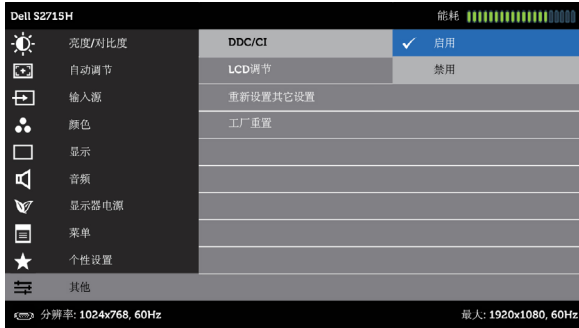 Dell S2715H 能耗
亮度/对比度 DDC/CI ✓ 启用
自动调节 LCD调节 禁用
输入源 重新设置其它设置
颜色 工厂重置
显示
音频
显示器电源
菜单
个性设置
其他
分辨率: 1024x768, 60Hz 最大: 1920x1080, 60Hz